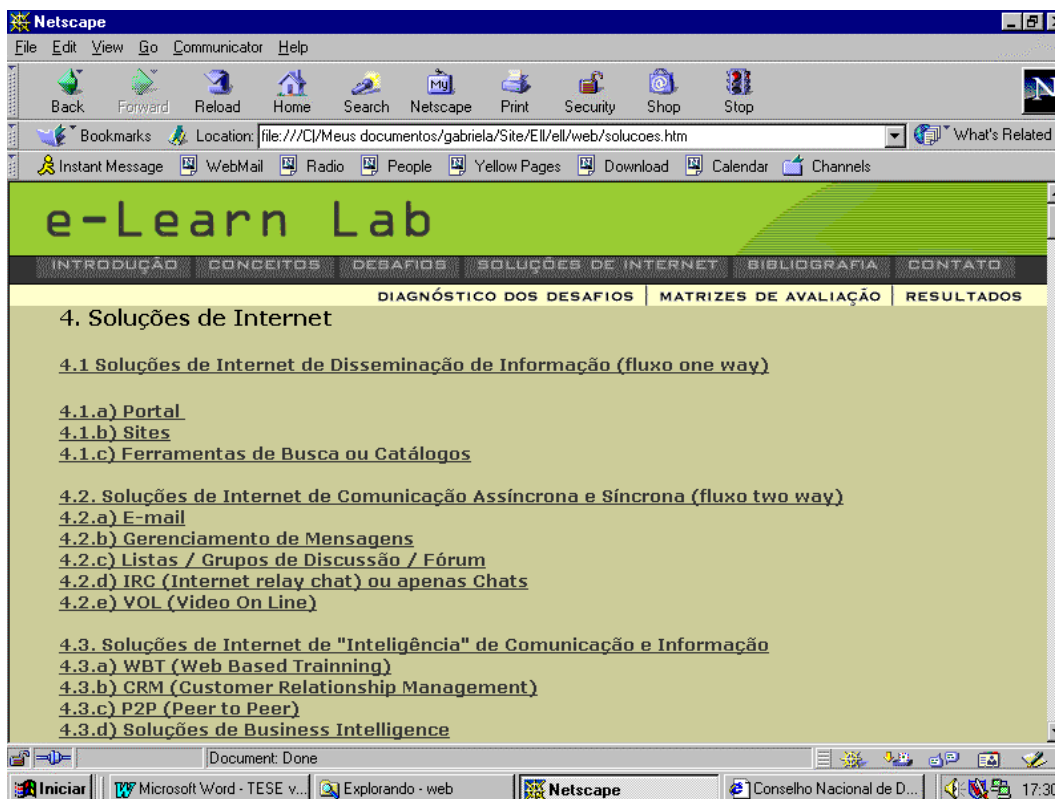 Netscape
File Edit View Go Communicator Help
My
Back Forward Reload Home Search Netscape Print Security Shop Stop
N
Bookmarks Location: file:///C|/Meus documentos/gabriela/Site/Ell/ell/web/solucoes.htm What's Related
Instant Message WebMail Radio People Yellow Pages Download Calendar Channels
e-Learn Lab
INTRODUÇÃO CONCEITOS DESAFIOS SOLUÇÕES DE INTERNET BIBLIOGRAFIA CONTATO
DIAGNÓSTICO DOS DESAFIOS | MATRIZES DE AVALIAÇÃO | RESULTADOS
4. Soluções de Internet
4.1 Soluções de Internet de Disseminação de Informação (fluxo one way)
4.1.a) Portal
4.1.b) Sites
4.1.c) Ferramentas de Busca ou Catálogos
4.2. Soluções de Internet de Comunicação Assíncrona e Síncrona (fluxo two way)
4.2.a) E-mail
4.2.b) Gerenciamento de Mensagens
4.2.c) Listas / Grupos de Discussão / Fórum
4.2.d) IRC (Internet relay chat) ou apenas Chats
4.2.e) VOL (Video On Line)
4.3. Soluções de Internet de "Inteligência" de Comunicação e Informação
4.3.a) WBT (Web Based Trainning)
4.3.b) CRM (Customer Relationship Management)
4.3.c) P2P (Peer to Peer)
4.3.d) Soluções de Business Intelligence
Document: Done
Iniciar Microsoft Word - TESE v... Explorando - web Netscape Conselho Nacional de D... 17:30